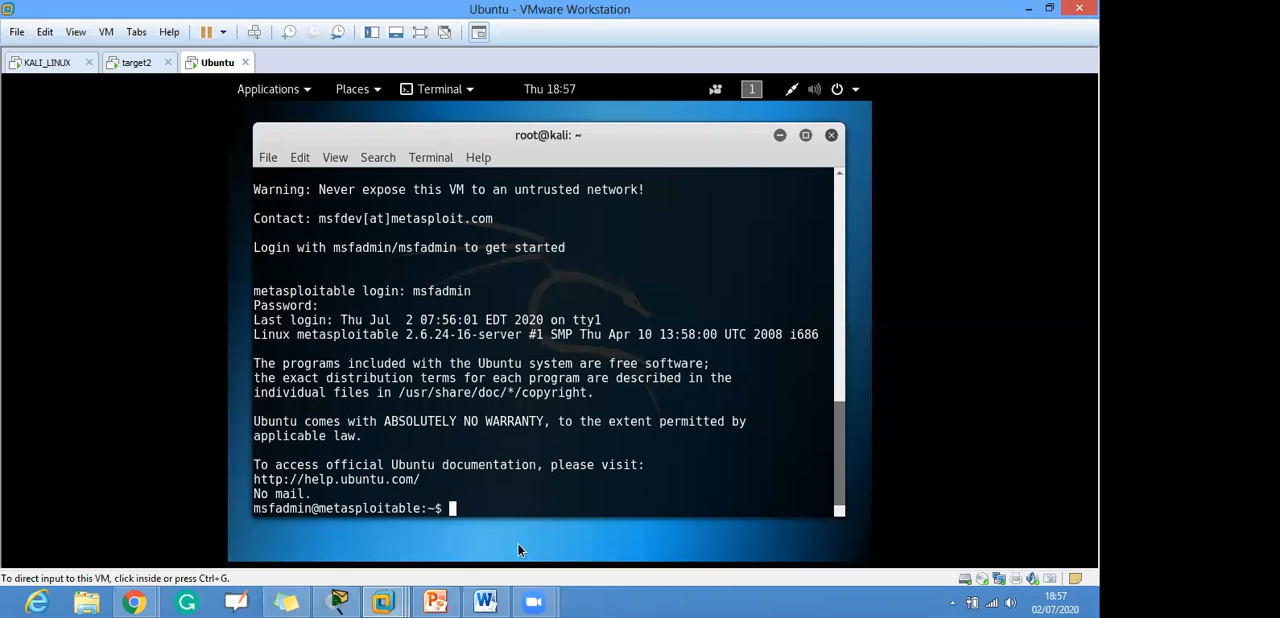 Ubuntu - VMware Workstation
File Edit View VM Tabs Help
KALI_LINUX target2 Ubuntu
Applications Places Terminal Thu 18:57 1
root@kali: ~
File Edit View Search Terminal Help
Warning: Never expose this VM to an untrusted network!
Contact: msfdev[at]metasploit.com
Login with msfadmin/msfadmin to get started
metasploitable login: msfadmin
Password:
Last login: Thu Jul  2 07:56:01 EDT 2020 on tty1
Linux metasploitable 2.6.24-16-server #1 SMP Thu Apr 10 13:58:00 UTC 2008 i686
The programs included with the Ubuntu system are free software;
the exact distribution terms for each program are described in the
individual files in /usr/share/doc/*/copyright.
Ubuntu comes with ABSOLUTELY NO WARRANTY, to the extent permitted by
applicable law.
To access official Ubuntu documentation, please visit:
http://help.ubuntu.com/
No mail.
msfadmin@metasploitable:~$
To direct input to this VM, click inside or press Ctrl+G.
18:57
02/07/2020